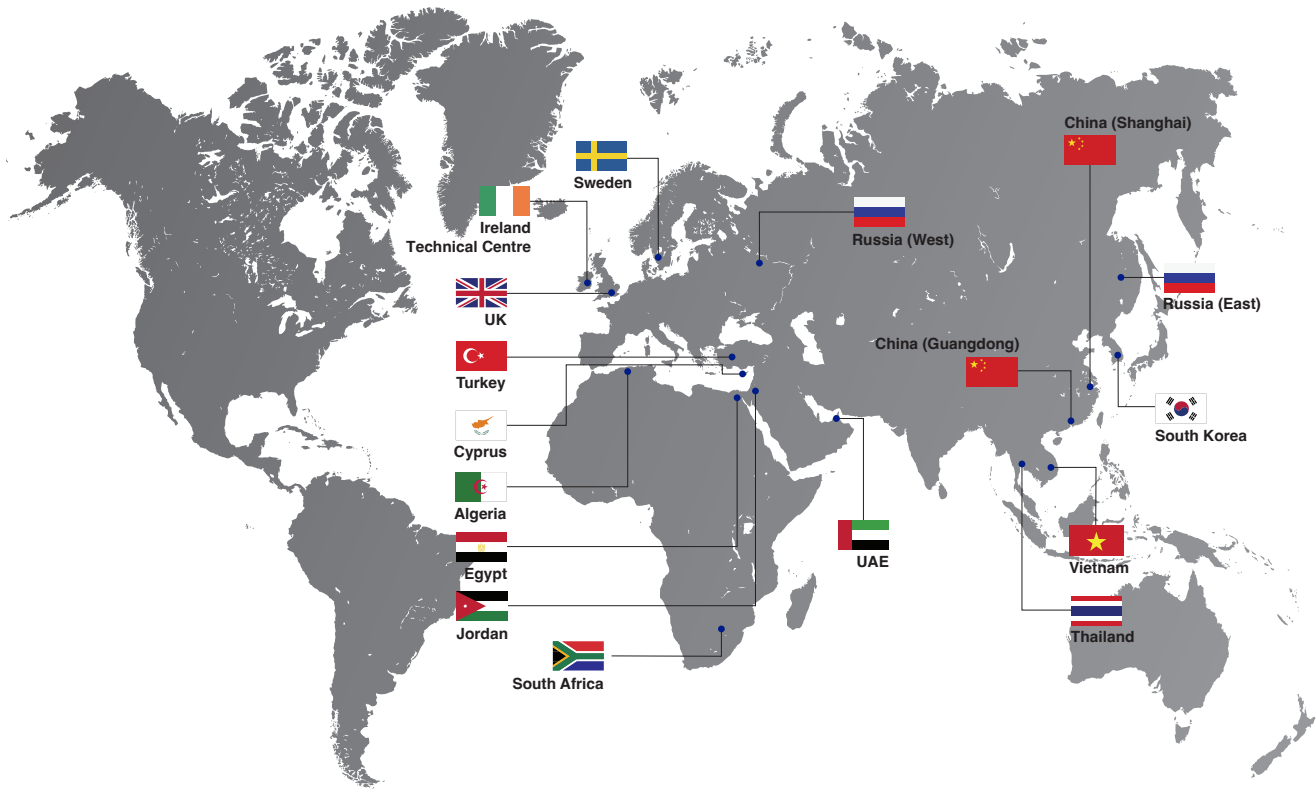 China (Shanghai)
Sweden
Ireland
Technical Centre
Russia (West)
Russia (East)
UK
China (Guangdong)
Turkey
South Korea
Cyprus
Algeria
UAE
Vietnam
Egypt
Jordan
Thailand
South Africa